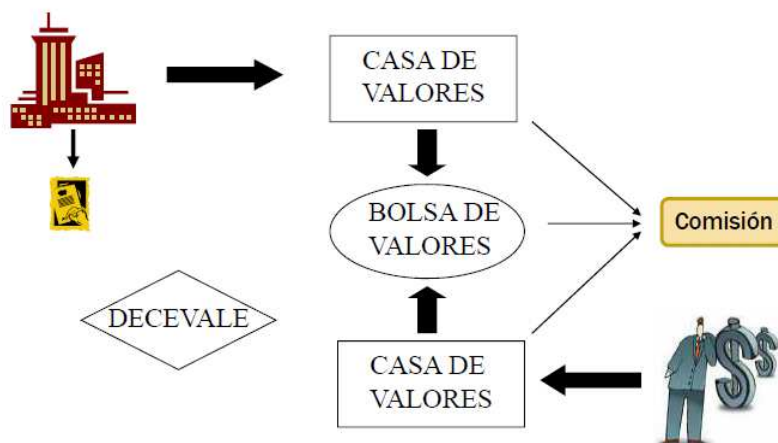 CASA DE
VALORES
BOLSA DE
VALORES
Comisión
DECEVALE
CASA DE
VALORES